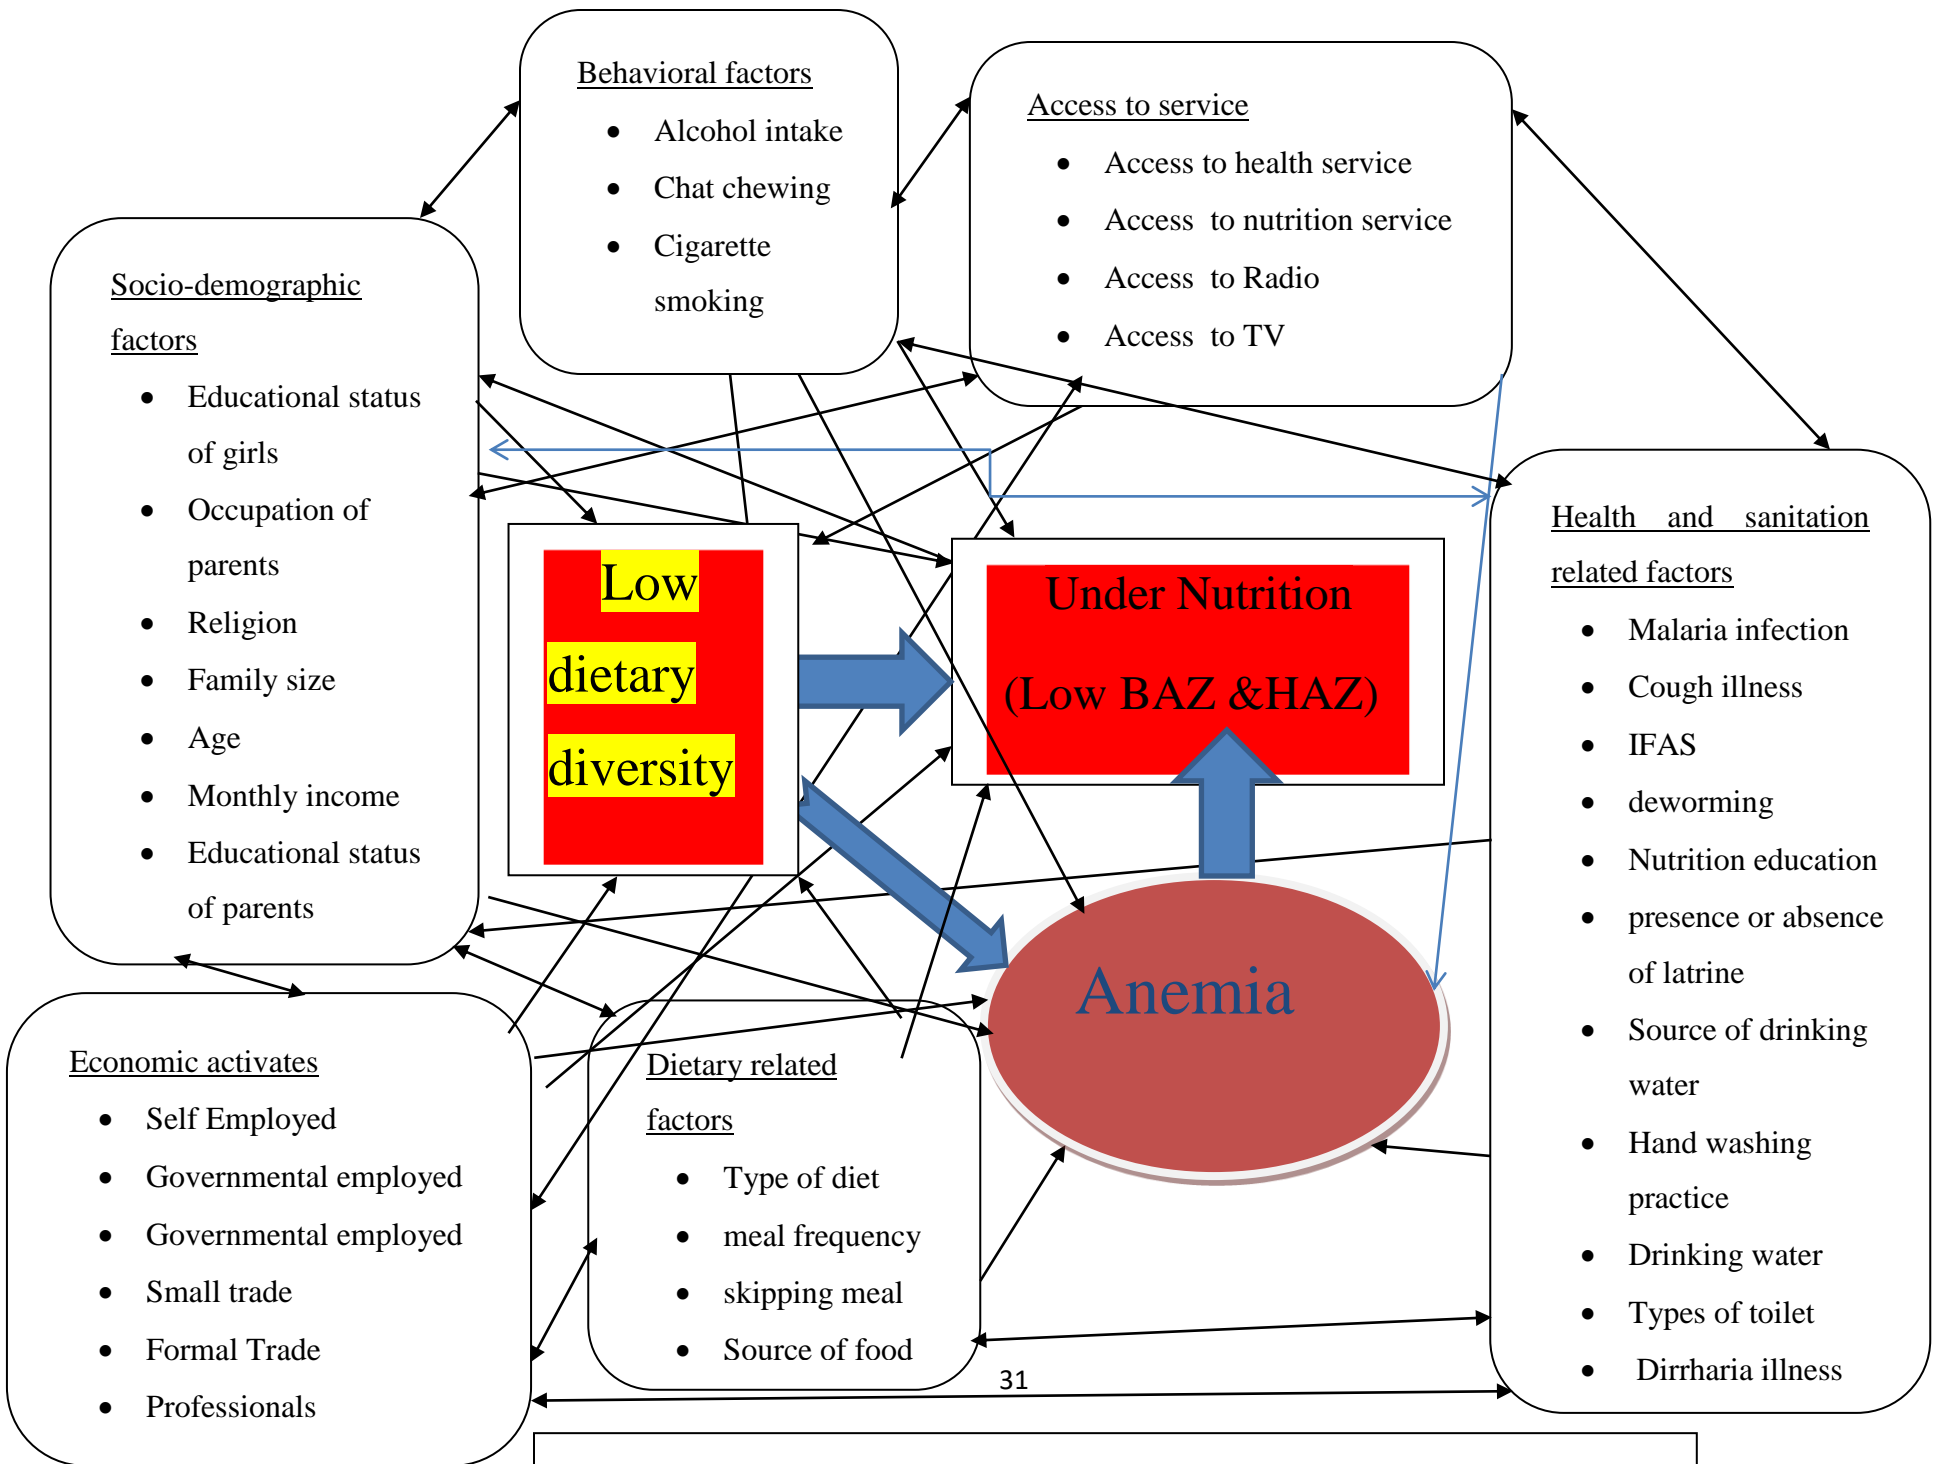 Behavioral factors
• Alcohol intake
• Chat chewing
• Cigarette
smoking
Access to service
• Access to health service
• Access  to nutrition service
• Access  to Radio
• Access  to TV
Socio-demographic
factors
• Educational status
of girls
• Occupation of
parents
• Religion
• Family size
• Age
• Monthly income
• Educational status
of parents
Low
dietary
diversity
Under Nutrition
(Low BAZ &HAZ)
Health and sanitation
related factors
• Malaria infection
• Cough illness
• IFAS
• deworming
• Nutrition education
• presence or absence
of latrine
• Source of drinking
water
• Hand washing
practice
• Drinking water
• Types of toilet
• Dirrharia illness
Anemia
Economic activates
• Self Employed
• Governmental employed
• Governmental employed
• Small trade
• Formal Trade
• Professionals
Dietary related
factors
• Type of diet
• meal frequency
• skipping meal
• Source of food
31